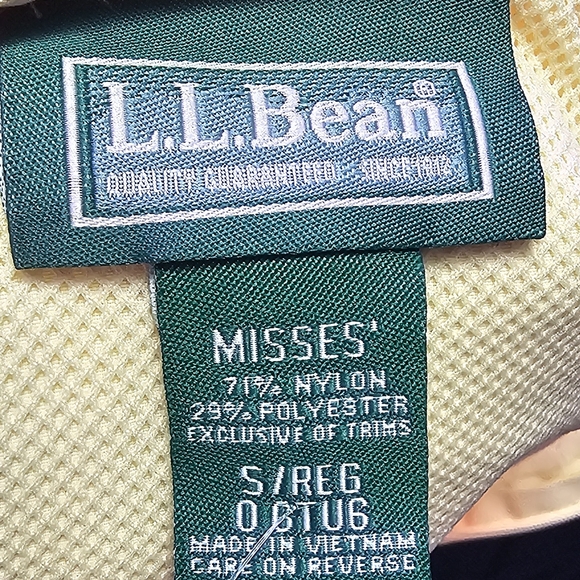 L.L.Bean®
QUALITY GUARANTEED SINCE 1912
MISSES'
71% NYLON
29% POLYESTER
EXCLUSIVE OF TRIMS
S/REG
0 GTU6
MADE IN VIETNAM
CARE ON REVERSE